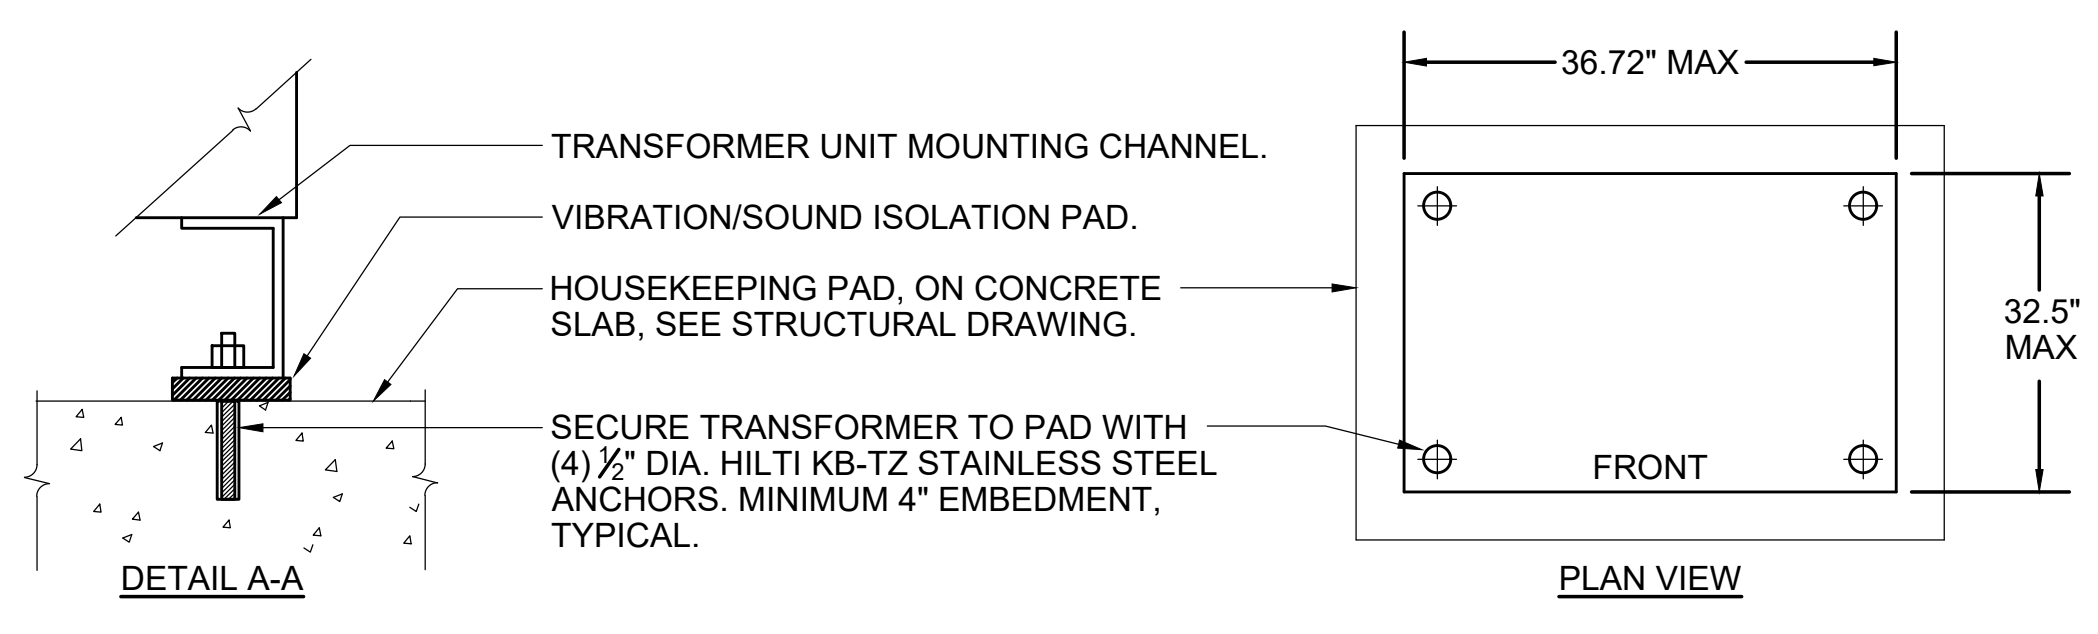 36.72" MAX
TRANSFORMER UNIT MOUNTING CHANNEL.
VIBRATION/SOUND ISOLATION PAD.
HOUSEKEEPING PAD, ON CONCRETE
SLAB, SEE STRUCTURAL DRAWING.
SECURE TRANSFORMER TO PAD WITH
(4) ½" DIA. HILTI KB-TZ STAINLESS STEEL
ANCHORS. MINIMUM 4" EMBEDMENT,
TYPICAL.
DETAIL A-A
32.5"
MAX
FRONT
PLAN VIEW